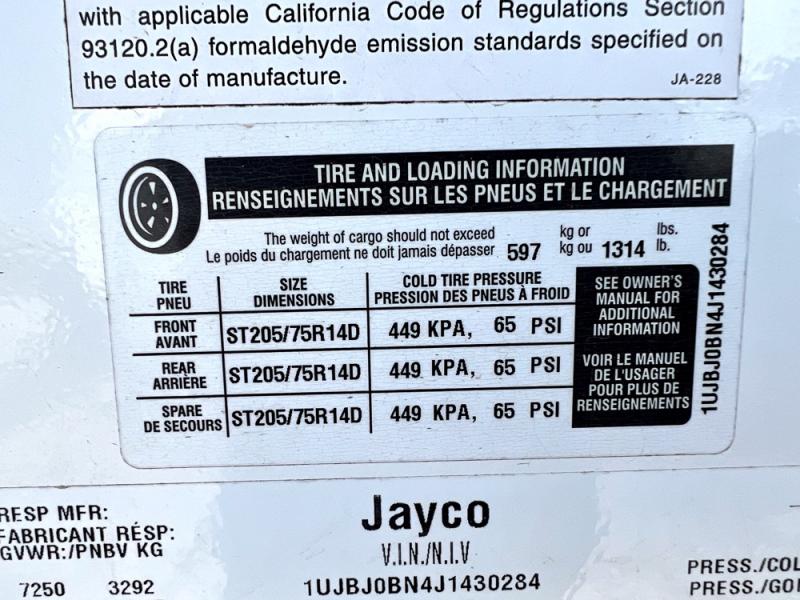 with applicable California Code of Regulations Section
93120.2(a) formaldehyde emission standards specified on
the date of manufacture.
JA-228
TIRE AND LOADING INFORMATION
RENSEIGNEMENTS SUR LES PNEUS ET LE CHARGEMENT
The weight of cargo should not exceed kg or lbs.
Le poids du chargement ne doit jamais dépasser 597 kg ou 1314 lb.
TIRE PNEU SIZE DIMENSIONS COLD TIRE PRESSURE PRESSION DES PNEUS À FROID
FRONT AVANT ST205/75R14D 449 KPA, 65 PSI
REAR ARRIÈRE ST205/75R14D 449 KPA, 65 PSI
SPARE DE SECOURS ST205/75R14D 449 KPA, 65 PSI
SEE OWNER'S
MANUAL FOR
ADDITIONAL
INFORMATION
VOIR LE MANUEL
DE L'USAGER
POUR PLUS DE
RENSEIGNEMENTS
1UJBJ0BN4J1430284
RESP MFR:
FABRICANT RÉSP:
GVWR:/PNBV KG
7250 3292
Jayco
V.I.N./N.I.V
1UJBJ0BN4J1430284
PRESS./COL
PRESS./GO